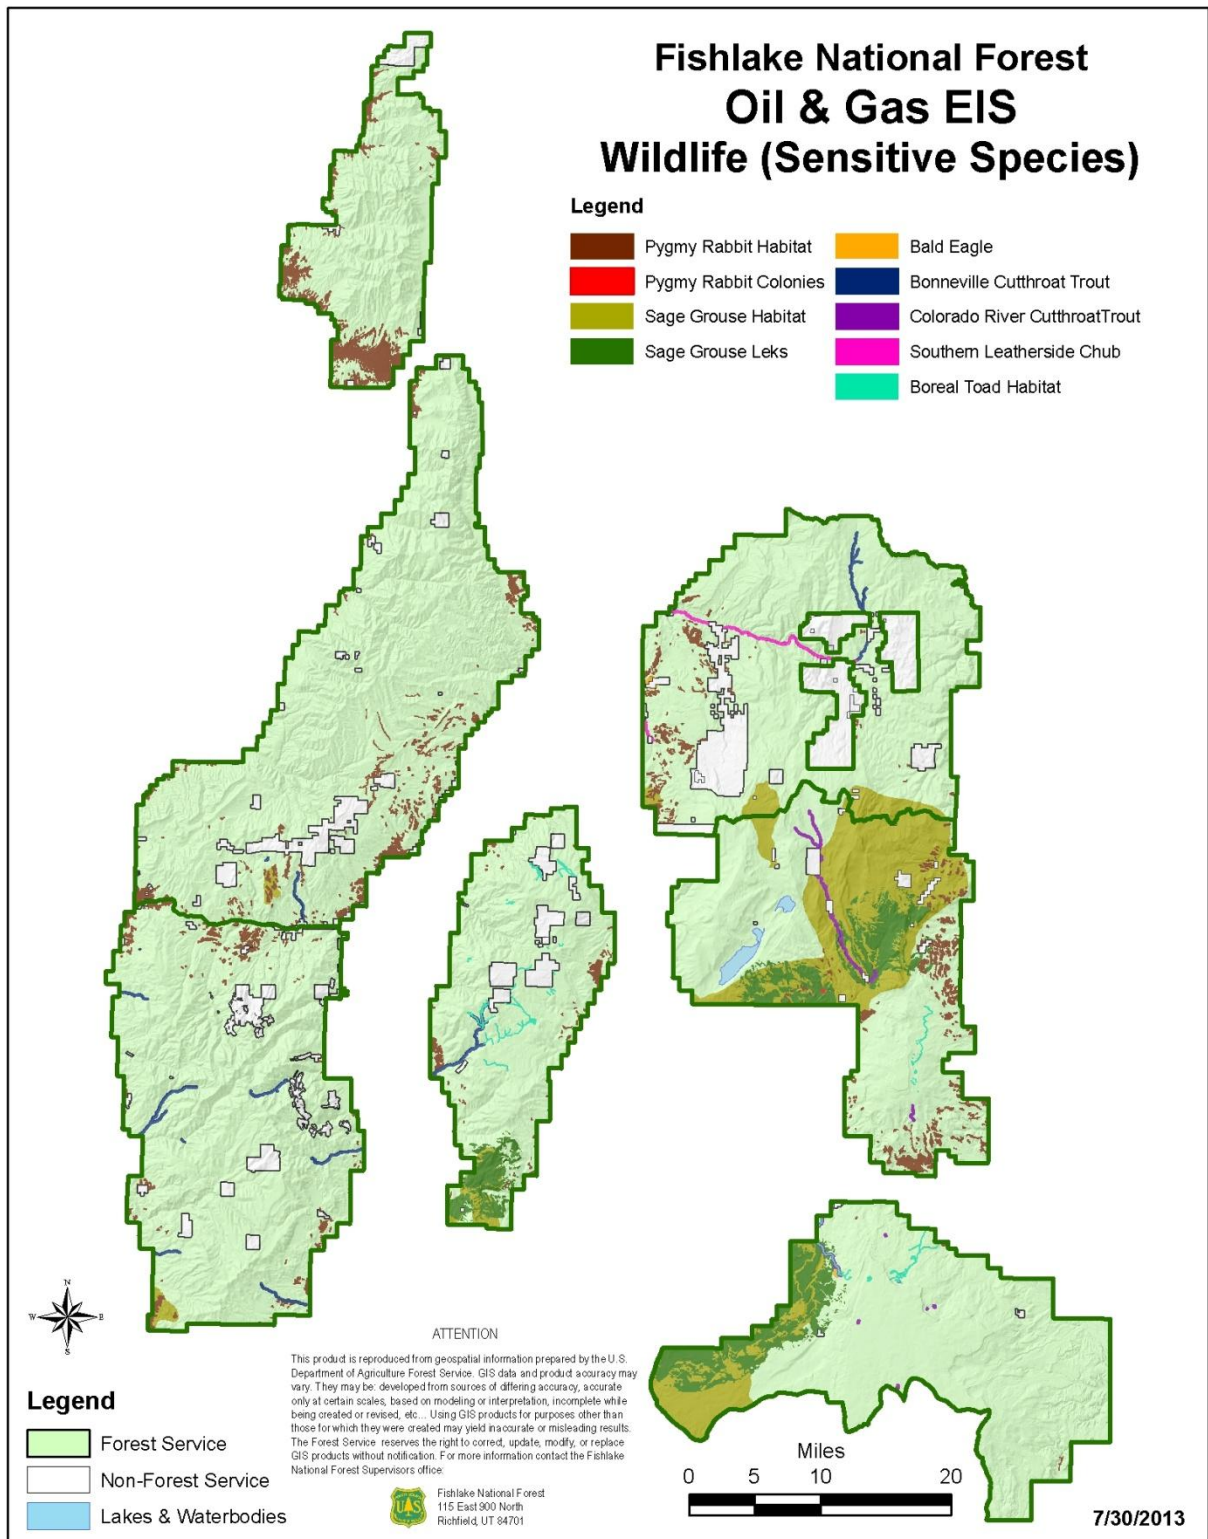 Fishlake National Forest
Oil & Gas EIS
Wildlife (Sensitive Species)
Legend
Pygmy Rabbit Habitat
Pygmy Rabbit Colonies
Sage Grouse Habitat
Sage Grouse Leks
Bald Eagle
Bonneville Cutthroat Trout
Colorado River CutthroatTrout
Southern Leatherside Chub
Boreal Toad Habitat
N
W E
S
ATTENTION
This product is reproduced from geospatial information prepared by the U.S.
Department of Agriculture Forest Service. GIS data and product accuracy may
vary. They may be: developed from sources of differing accuracy, accurate
only at certain scales, based on modeling or interpretation, incomplete while
being created or revised, etc... Using GIS products for purposes other than
those for which they were created may yield inaccurate or misleading results.
The Forest Service reserves the right to correct, update, modify, or replace
GIS products without notification. For more information contact the Fishlake
National Forest Supervisors office:
UAS
Fishlake National Forest
115 East 900 North
Richfield, UT 84701
Legend
Forest Service
Non-Forest Service
Lakes & Waterbodies
Miles
0 5 10 20
7/30/2013